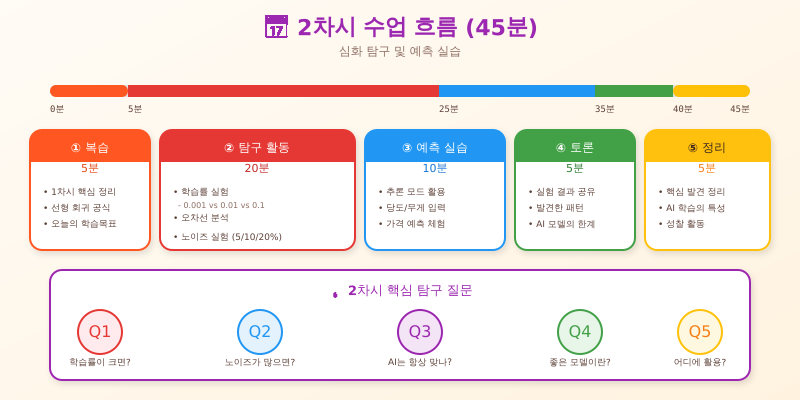 📅 2차시 수업 흐름 (45분)
심화 탐구 및 예측 실습
0분 5분 25분 35분 40분 45분
① 복습
5분
• 1차시 핵심 정리
• 선형 회귀 공식
• 오늘의 학습목표
② 탐구 활동
20분
• 학습률 실험
- 0.001 vs 0.01 vs 0.1
• 오차선 분석
• 노이즈 실험 (5/10/20%)
③ 예측 실습
10분
• 추론 모드 활용
• 당도/무게 입력
• 가격 예측 체험
④ 토론
5분
• 실험 결과 공유
• 발견한 패턴
• AI 모델의 한계
⑤ 정리
5분
• 핵심 발견 정리
• AI 학습의 특성
• 성찰 활동
2차시 핵심 탐구 질문
Q1 Q2 Q3 Q4 Q5
학습률이 크면? 노이즈가 많으면? AI는 항상 맞나? 좋은 모델이란? 어디에 활용?